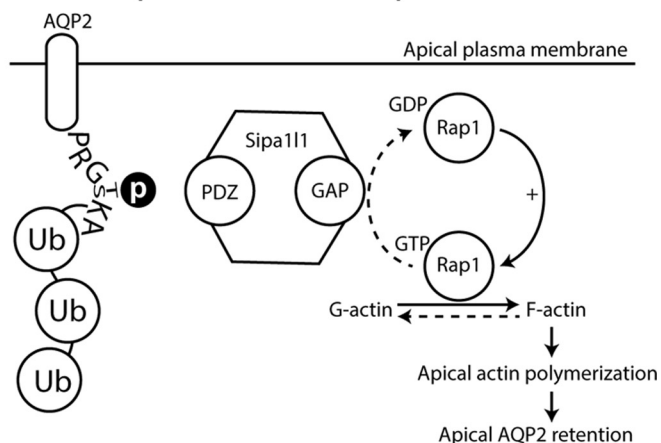 AQP2
Apical plasma membrane
GDP
Rap1
Sipa1l1
PRGTSKA
p
PDZ
GAP
+
Ub
GTP
Rap1
G-actin
F-actin
Ub
Apical actin polymerization
Ub
Apical AQP2 retention